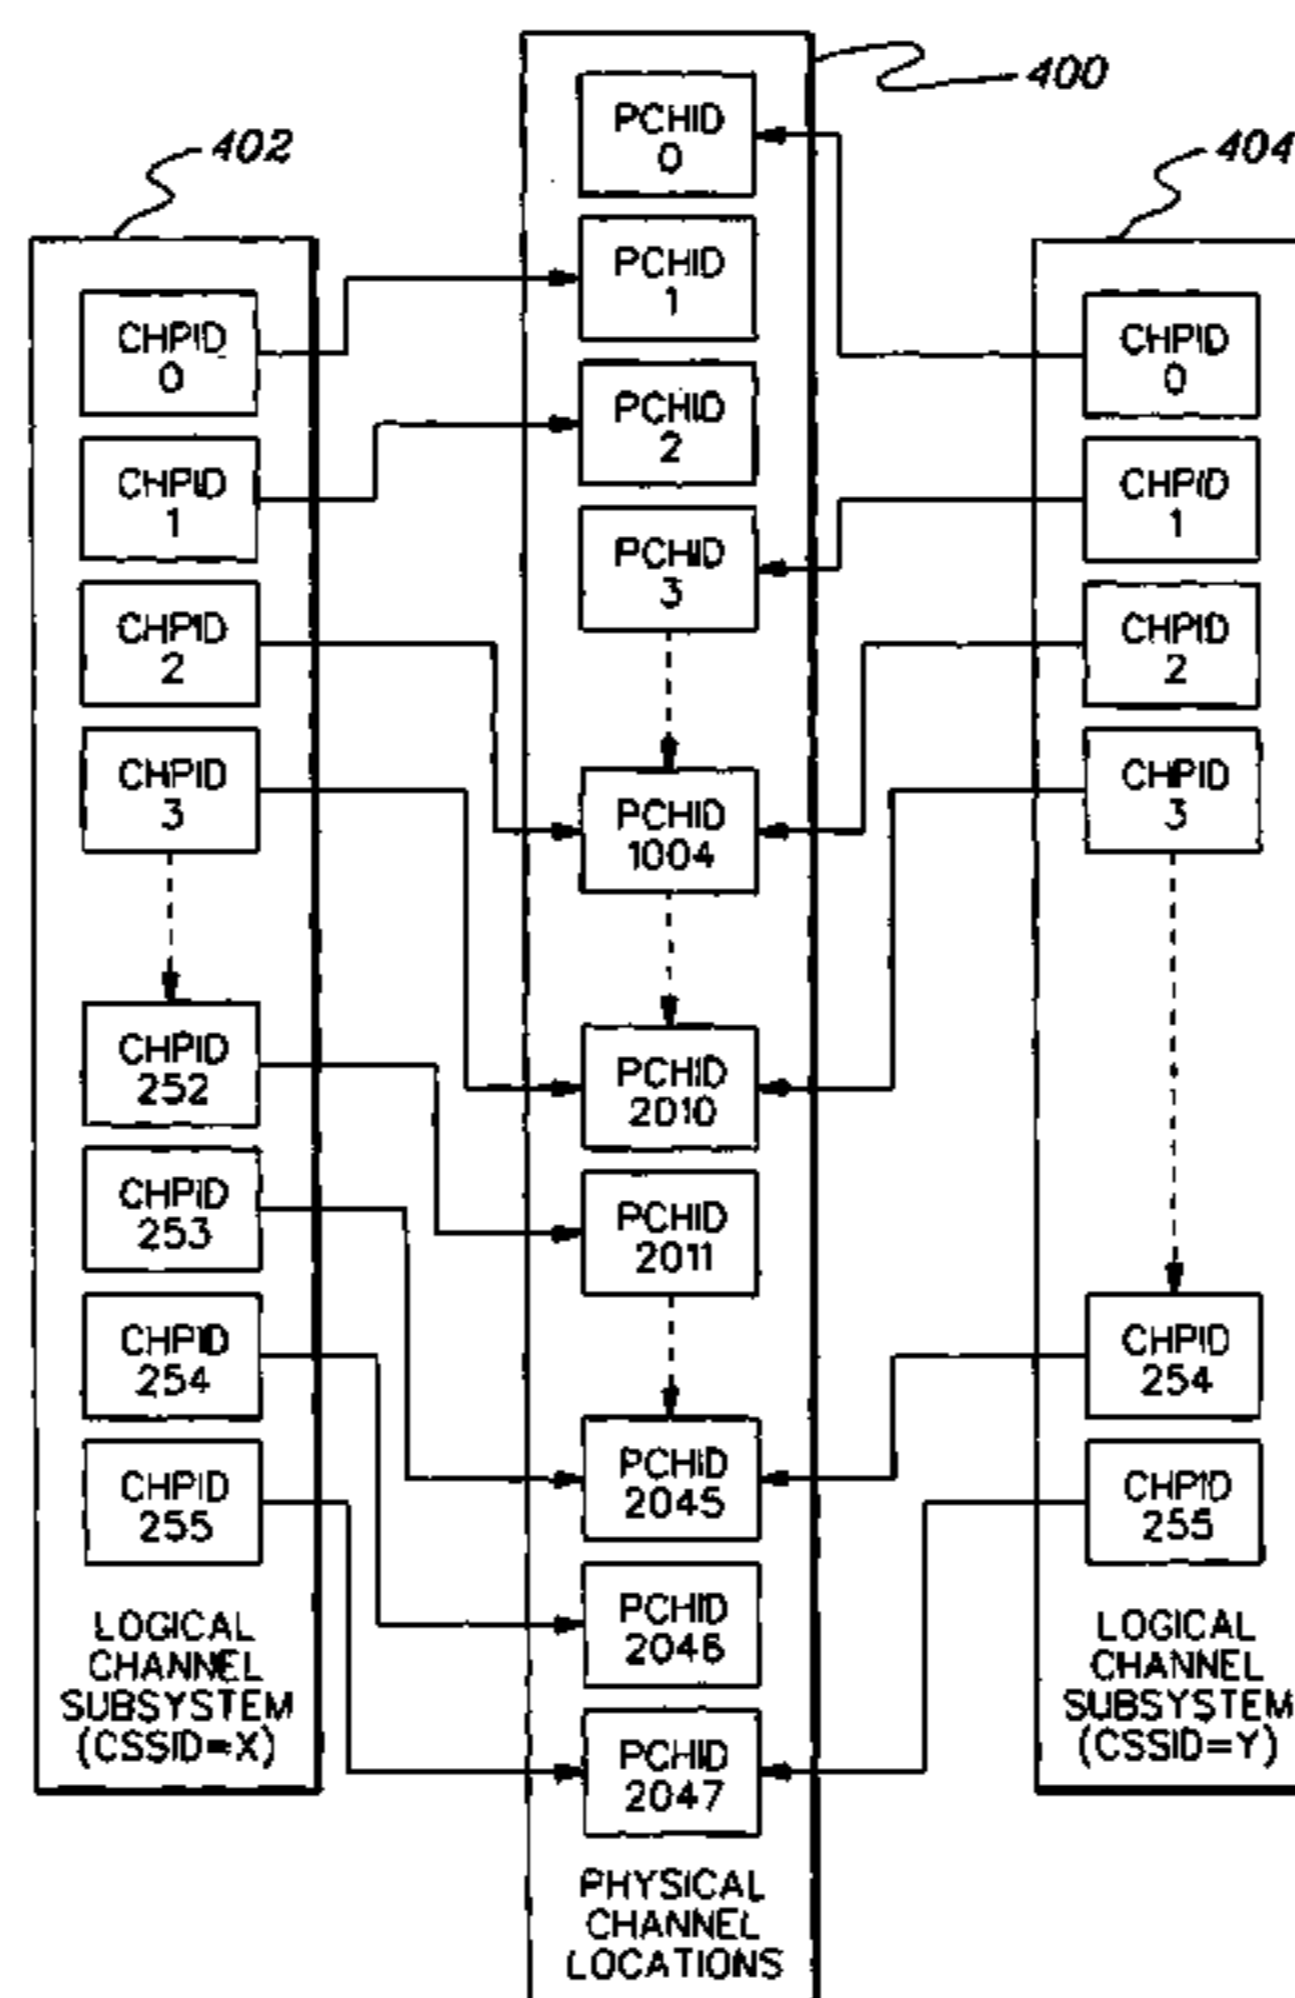 400
402
404
PCHID
0
PCHID
1
PCHID
2
PCHID
3
PCHID
1004
PCHID
2010
PCHID
2011
PCHID
2045
PCHID
2046
PCHID
2047
PHYSICAL
CHANNEL
LOCATIONS
CHPID
0
CHPID
1
CHPID
2
CHPID
3
CHPID
252
CHPID
253
CHPID
254
CHPID
255
LOGICAL
CHANNEL
SUBSYSTEM
(CSSID=X)
CHPID
0
CHPID
1
CHPID
2
CHPID
3
CHPID
254
CHPID
255
LOGICAL
CHANNEL
SUBSYSTEM
(CSSID=Y)